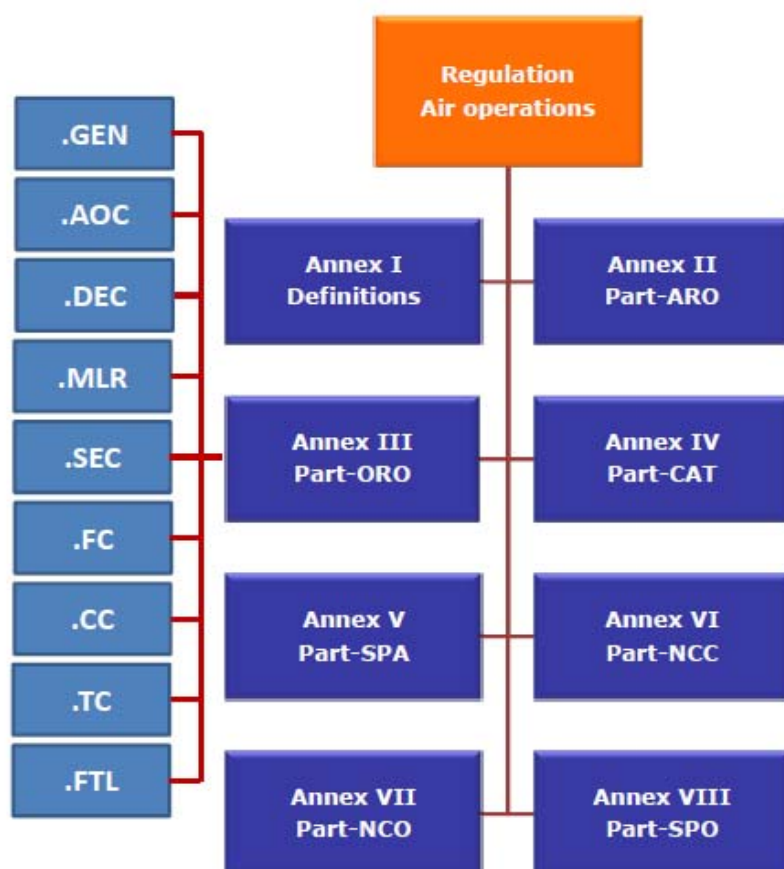 Regulation
Air operations
.GEN
.AOC
.DEC
.MLR
.SEC
.FC
.CC
.TC
.FTL
Annex I
Definitions
Annex II
Part-ARO
Annex III
Part-ORO
Annex IV
Part-CAT
Annex V
Part-SPA
Annex VI
Part-NCC
Annex VII
Part-NCO
Annex VIII
Part-SPO